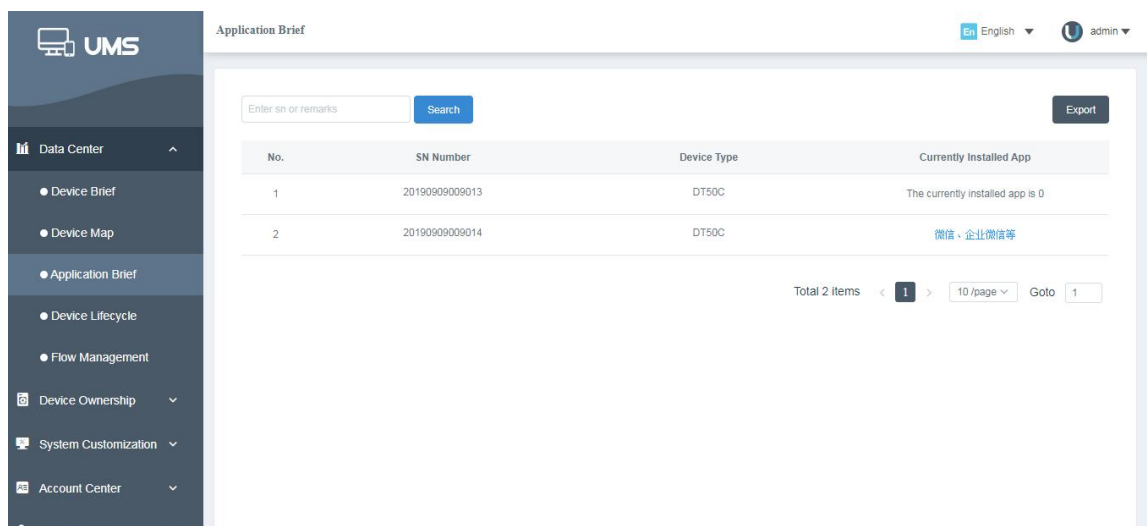 UMS
Application Brief
En English
admin
Enter sn or remarks
Search
Export
Data Center
No. SN Number Device Type Currently Installed App
Device Brief
1 20190909009013 DT50C The currently installed app is 0
Device Map
2 20190909009014 DT50C 微信、企业微信等
Application Brief
Total 2 items < 1 > 10 /page Goto 1
Device Lifecycle
Flow Management
Device Ownership
System Customization
Account Center